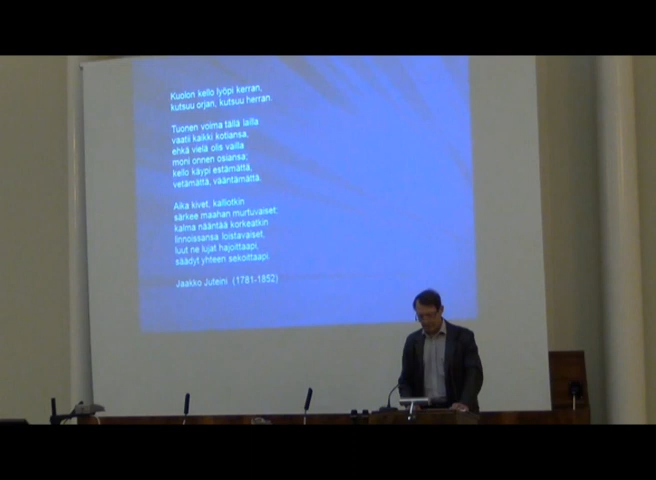 Kuolon kello lyöpi kerran,
kutsuu orjan, kutsuu herran.
Tuonen voima tällä lailla
vaatii kaikki kotiansa,
ehkä vielä olis vailla
moni onnen osiansa;
kello käypi estämättä,
vetämättä, vääntämättä.
Aika kivet, kalliotkin
särkee maahan murtuvaiset;
kalma nääntää korkeatkin
linnoissansa loistavaiset,
luut ne lujat hajoittaapi,
säädyt yhteen sekoittaapi.
Jaakko Juteini (1781-1852)